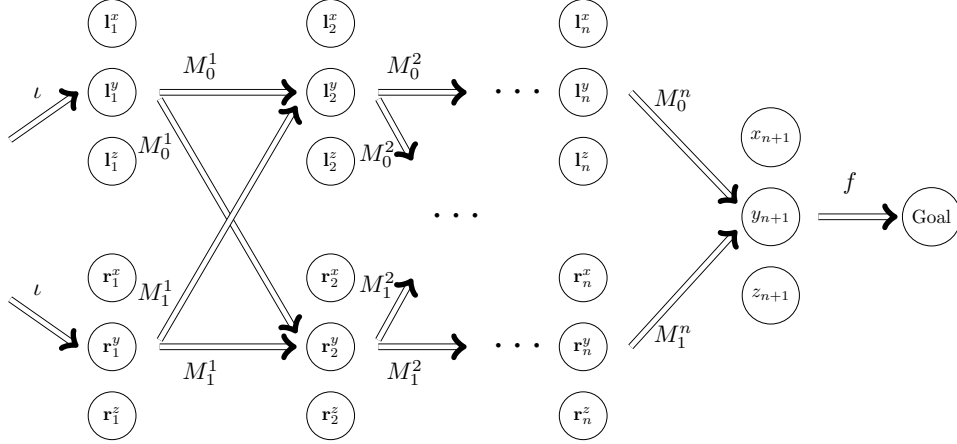 l₁ˣ l₂ˣ lₙˣ
ι l₁ʸ M₀¹ l₂ʸ M₀² ··· lₙʸ M₀ⁿ
M₀¹ M₀² xₙ₊₁
l₁ᶻ l₂ᶻ lₙᶻ
··· yₙ₊₁ f Goal
r₁ˣ r₂ˣ rₙˣ
ι M₁¹ M₁² zₙ₊₁
r₁ʸ M₁¹ r₂ʸ M₁² ··· rₙʸ M₁ⁿ
r₁ᶻ r₂ᶻ rₙᶻ